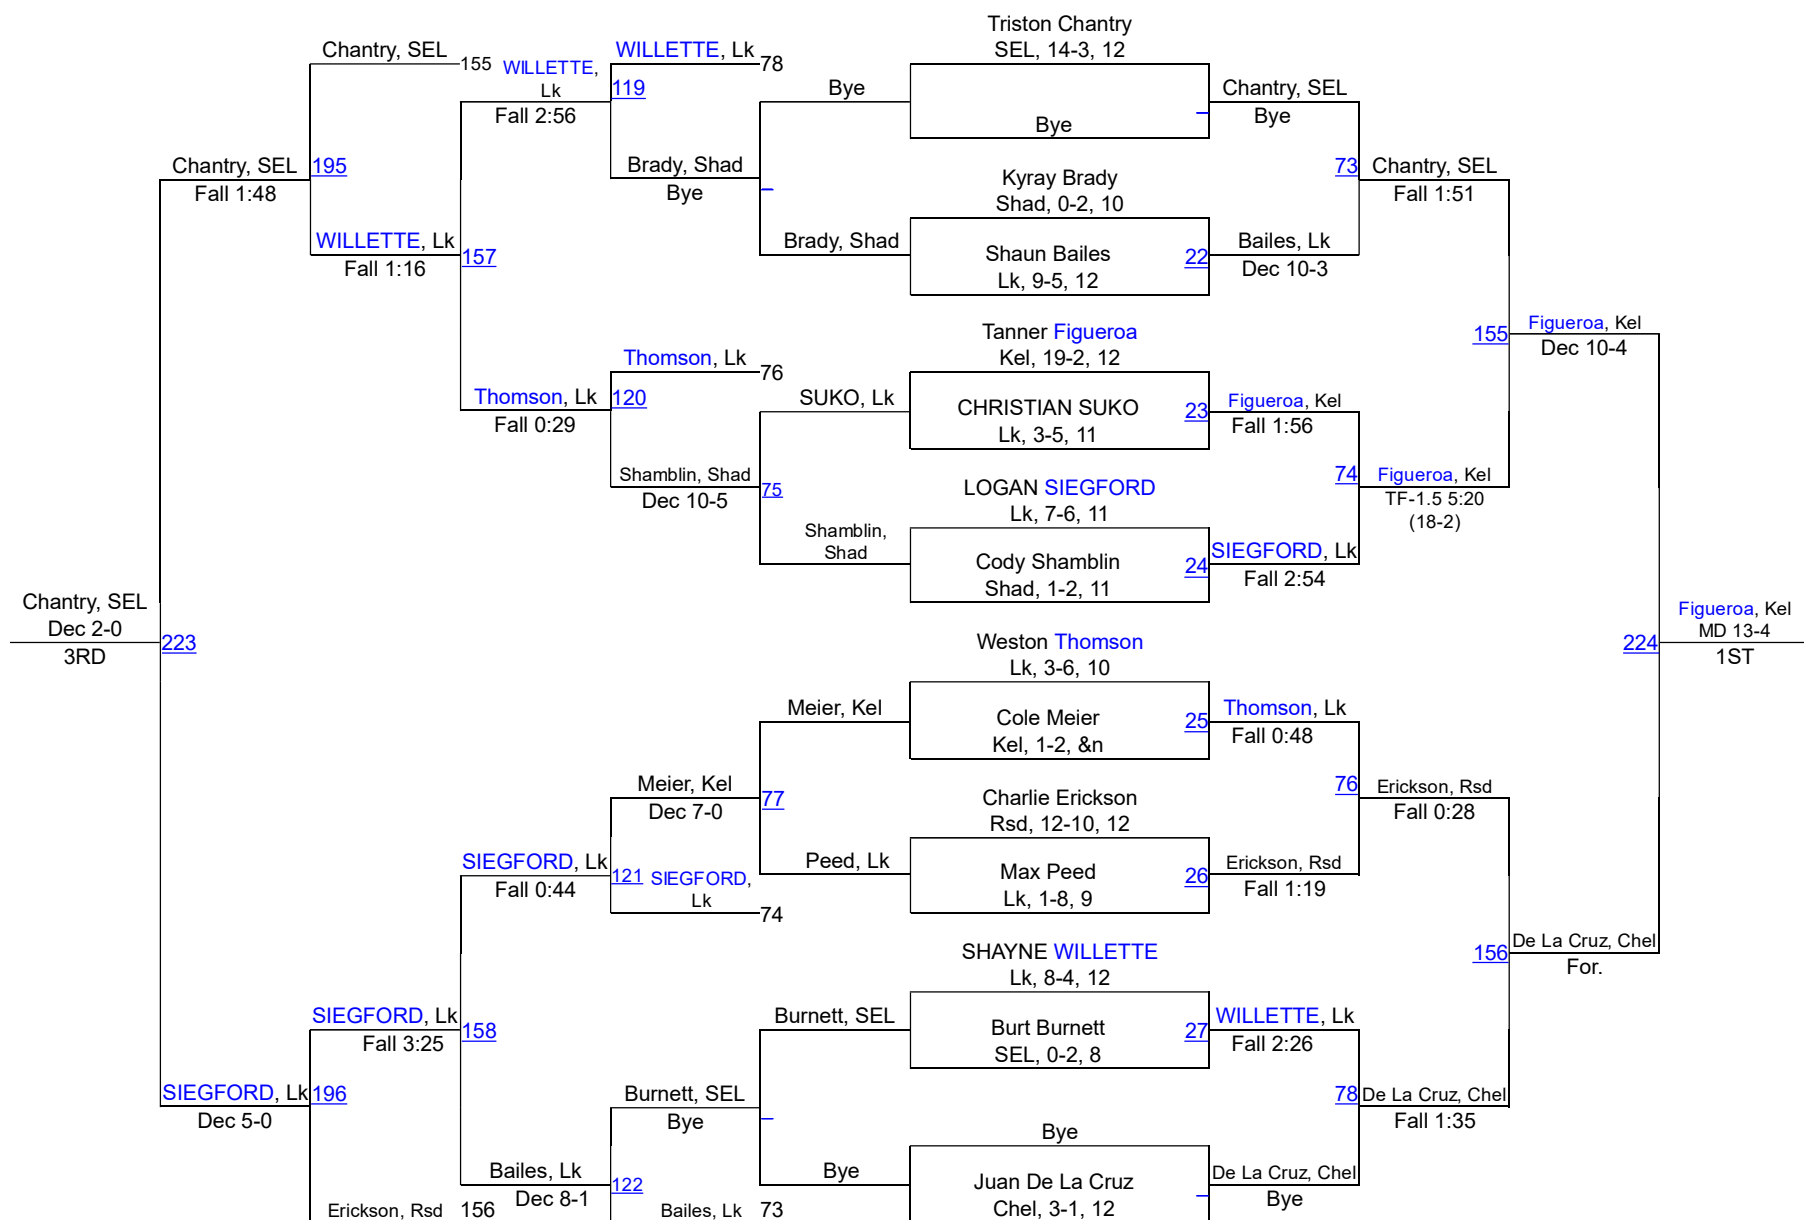 Triston Chantry
SEL, 14-3, 12
Chantry, SEL
155
WILLETTE,
Lk
Fall 2:56
WILLETTE, Lk
78
119
Bye
Bye
Chantry, SEL
Bye
Chantry, SEL
Fall 1:48
195
Brady, Shad
Bye
Kyray Brady
Shad, 0-2, 10
73
Chantry, SEL
Fall 1:51
WILLETTE, Lk
Fall 1:16
157
Brady, Shad
Shaun Bailes
Lk, 9-5, 12
22
Bailes, Lk
Dec 10-3
Tanner Figueroa
Kel, 19-2, 12
155
Figueroa, Kel
Dec 10-4
Thomson, Lk
76
Thomson, Lk
Fall 0:29
120
SUKO, Lk
CHRISTIAN SUKO
Lk, 3-5, 11
23
Figueroa, Kel
Fall 1:56
Shamblin, Shad
Dec 10-5
75
LOGAN SIEGFORD
Lk, 7-6, 11
74
Figueroa, Kel
TF-1.5 5:20
(18-2)
Shamblin,
Shad
Cody Shamblin
Shad, 1-2, 11
24
SIEGFORD, Lk
Fall 2:54
Chantry, SEL
Dec 2-0
3RD
223
Weston Thomson
Lk, 3-6, 10
224
Figueroa, Kel
MD 13-4
1ST
Meier, Kel
Cole Meier
Kel, 1-2, &n
25
Thomson, Lk
Fall 0:48
Meier, Kel
Dec 7-0
77
Charlie Erickson
Rsd, 12-10, 12
76
Erickson, Rsd
Fall 0:28
SIEGFORD, Lk
Fall 0:44
121
SIEGFORD,
Lk
74
Peed, Lk
Max Peed
Lk, 1-8, 9
26
Erickson, Rsd
Fall 1:19
SHAYNE WILLETTE
Lk, 8-4, 12
156
De La Cruz, Chel
For.
SIEGFORD, Lk
Fall 3:25
158
Burnett, SEL
Burt Burnett
SEL, 0-2, 8
27
WILLETTE, Lk
Fall 2:26
SIEGFORD, Lk
Dec 5-0
196
Burnett, SEL
Bye
78
De La Cruz, Chel
Fall 1:35
Bye
Bailes, Lk
Dec 8-1
122
Bye
Juan De La Cruz
Chel, 3-1, 12
De La Cruz, Chel
Bye
Erickson, Rsd
156
Bailes, Lk
73